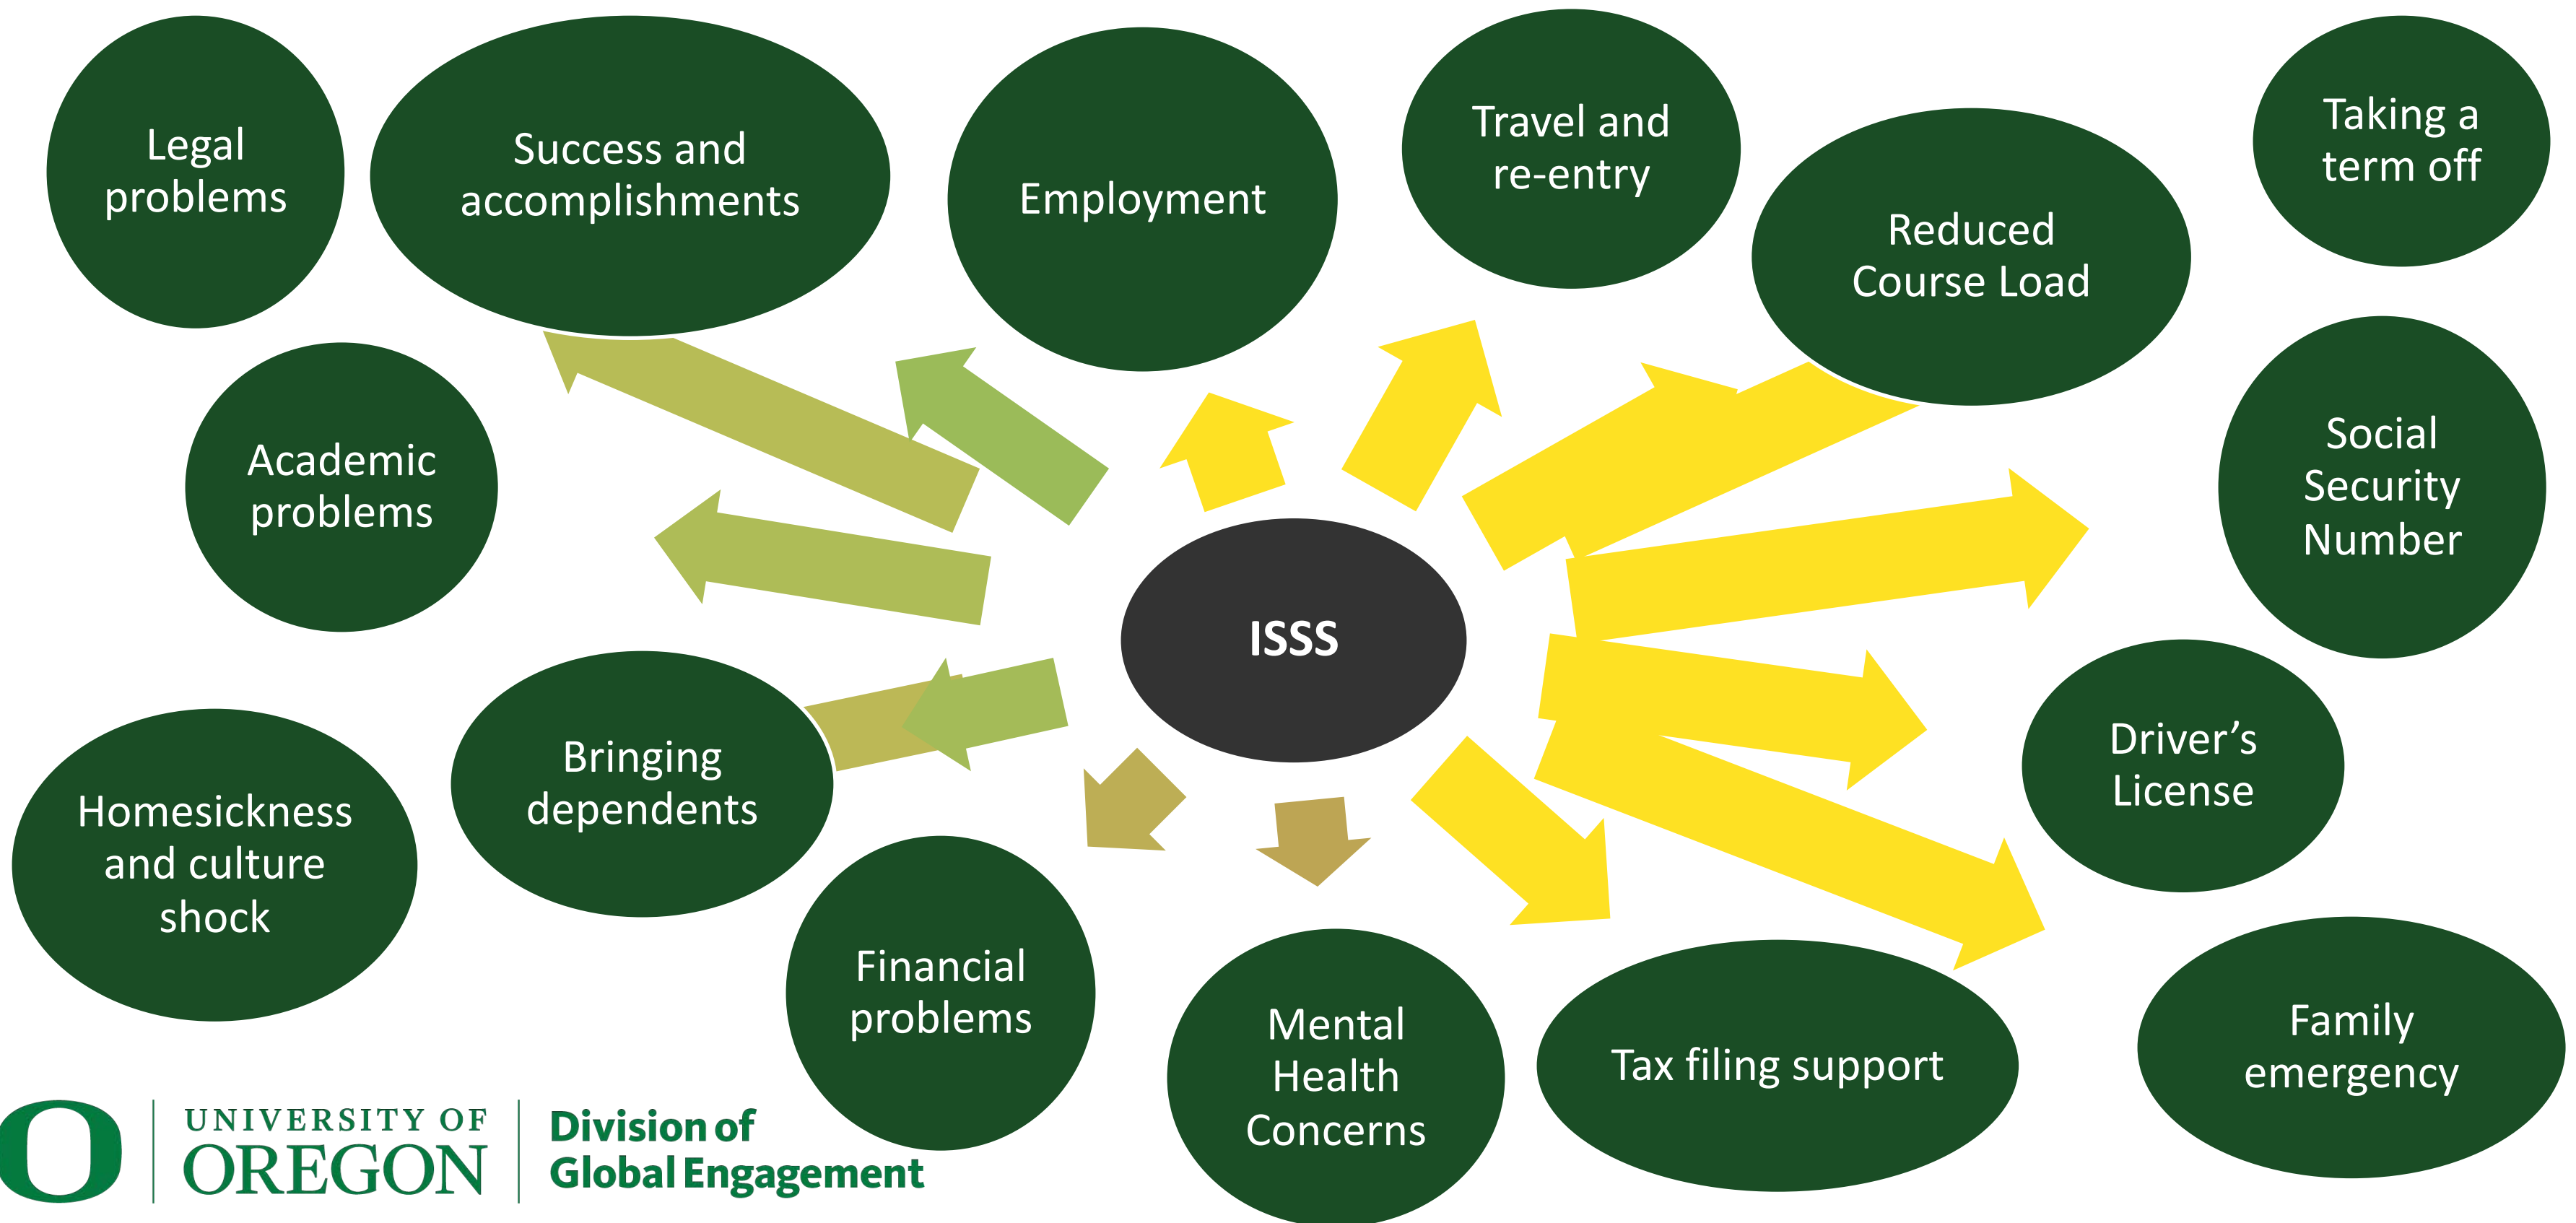 Legal
problems
Success and
accomplishments
Employment
Travel and
re-entry
Reduced
Course Load
Taking a
term off
Academic
problems
Social
Security
Number
ISSS
Homesickness
and culture
shock
Bringing
dependents
Driver’s
License
Financial
problems
Mental
Health
Concerns
Tax filing support
Family
emergency
O
UNIVERSITY OF
OREGON
Division of
Global Engagement